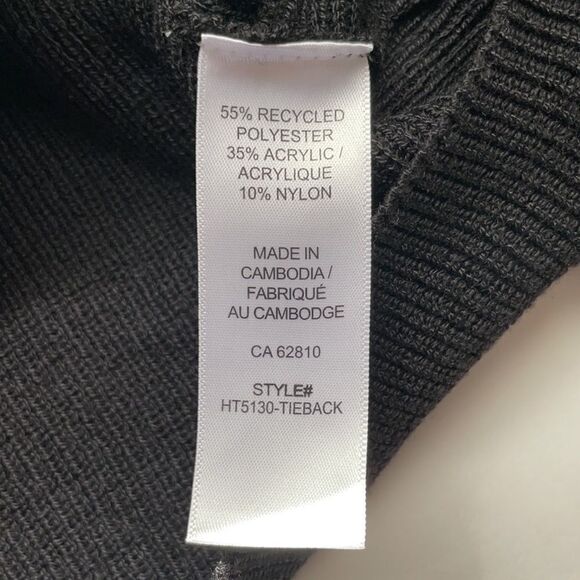 55% RECYCLED
POLYESTER
35% ACRYLIC /
ACRYLIQUE
10% NYLON
MADE IN
CAMBODIA /
FABRIQUÉ
AU CAMBODGE
CA 62810
STYLE#
HT5130-TIEBACK